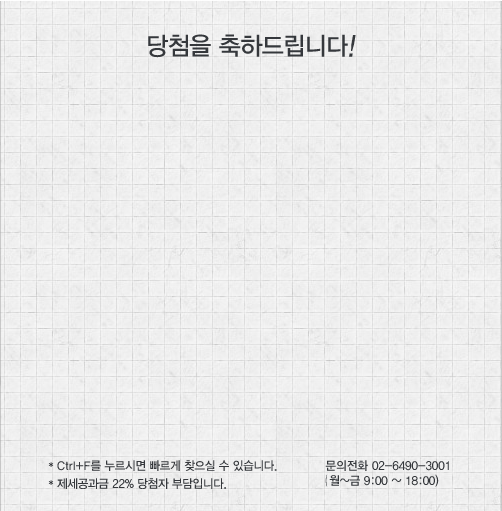 당첨을 축하드립니다!
* Ctrl+F를 누르시면 빠르게 찾으실 수 있습니다.
* 제세공과금 22% 당첨자 부담입니다.
문의전화 02-6490-3001
(월~금 9:00 ~ 18:00)